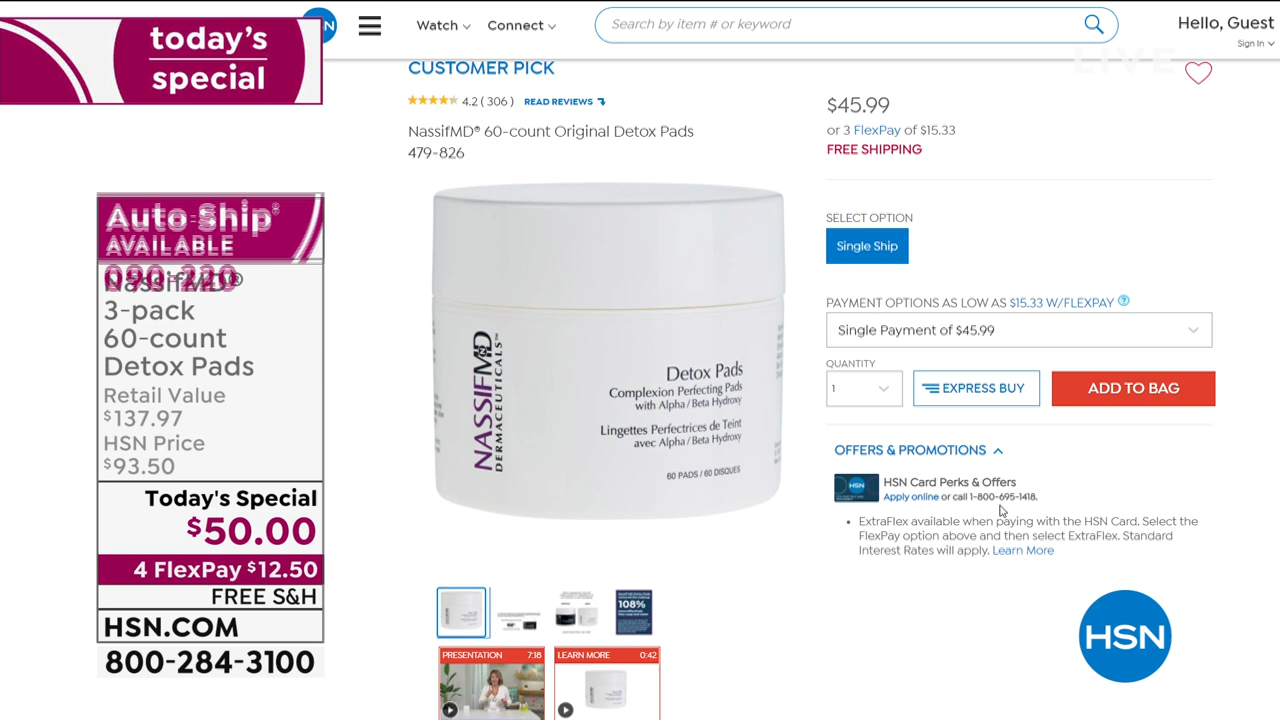 today's
special
HSN
Watch
Connect
Search by item # or keyword
Hello, Guest
Sign In
LIVE
CUSTOMER PICK
4.2 ( 306 ) READ REVIEWS
NassifMD® 60-count Original Detox Pads
479-826
$45.99
or 3 FlexPay of $15.33
FREE SHIPPING
SELECT OPTION
Single Ship
PAYMENT OPTIONS AS LOW AS $15.33 W/FLEXPAY ?
Single Payment of $45.99
QUANTITY
1
EXPRESS BUY
ADD TO BAG
OFFERS & PROMOTIONS
HSN
HSN Card Perks & Offers
Apply online or call 1-800-695-1418.
• ExtraFlex available when paying with the HSN Card. Select the
FlexPay option above and then select ExtraFlex. Standard
Interest Rates will apply. Learn More
Auto-Ship®
AVAILABLE
090-220
NassifMD®
3-pack
60-count
Detox Pads
Retail Value
$137.97
HSN Price
$93.50
Today's Special
$50.00
4 FlexPay $12.50
FREE S&H
HSN.COM
800-284-3100
NASSIFMD™
DERMACEUTICALS
Detox Pads
Complexion Perfecting Pads
with Alpha / Beta Hydroxy
Lingettes Perfectrices de Teint
avec Alpha / Beta Hydroxy
60 PADS / 60 DISQUES
108%
PRESENTATION 7:18
LEARN MORE 0:42
HSN